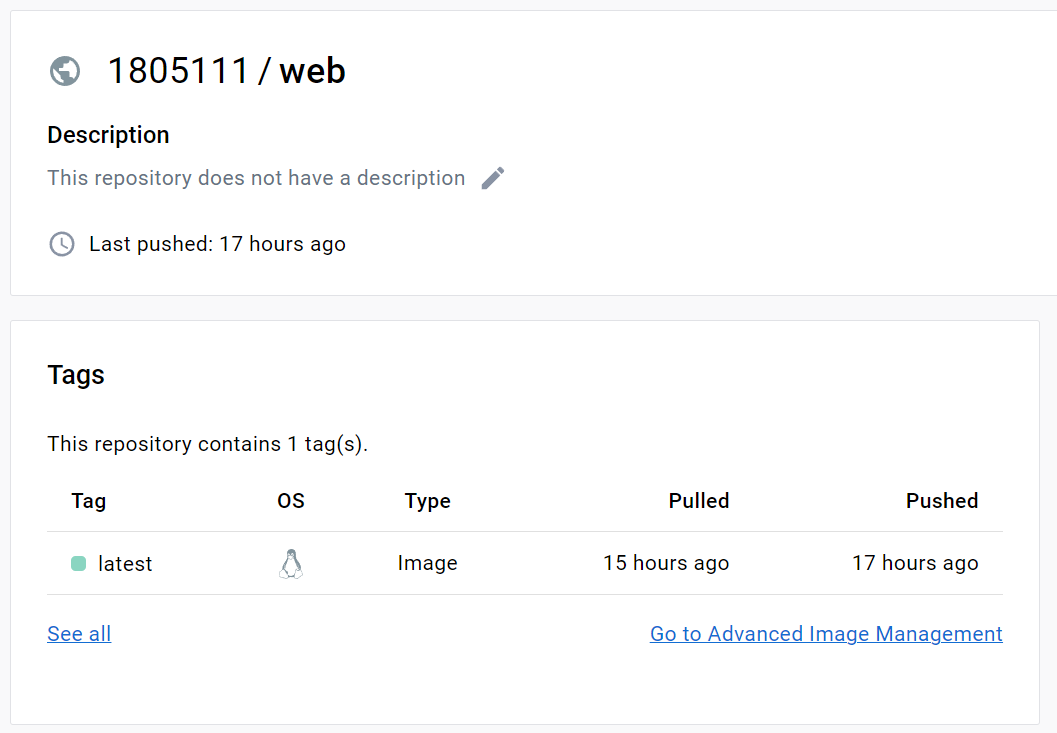 1805111 / web
Description
This repository does not have a description
Last pushed: 17 hours ago
Tags
This repository contains 1 tag(s).
Tag OS Type Pulled Pushed
latest Image 15 hours ago 17 hours ago
See all Go to Advanced Image Management